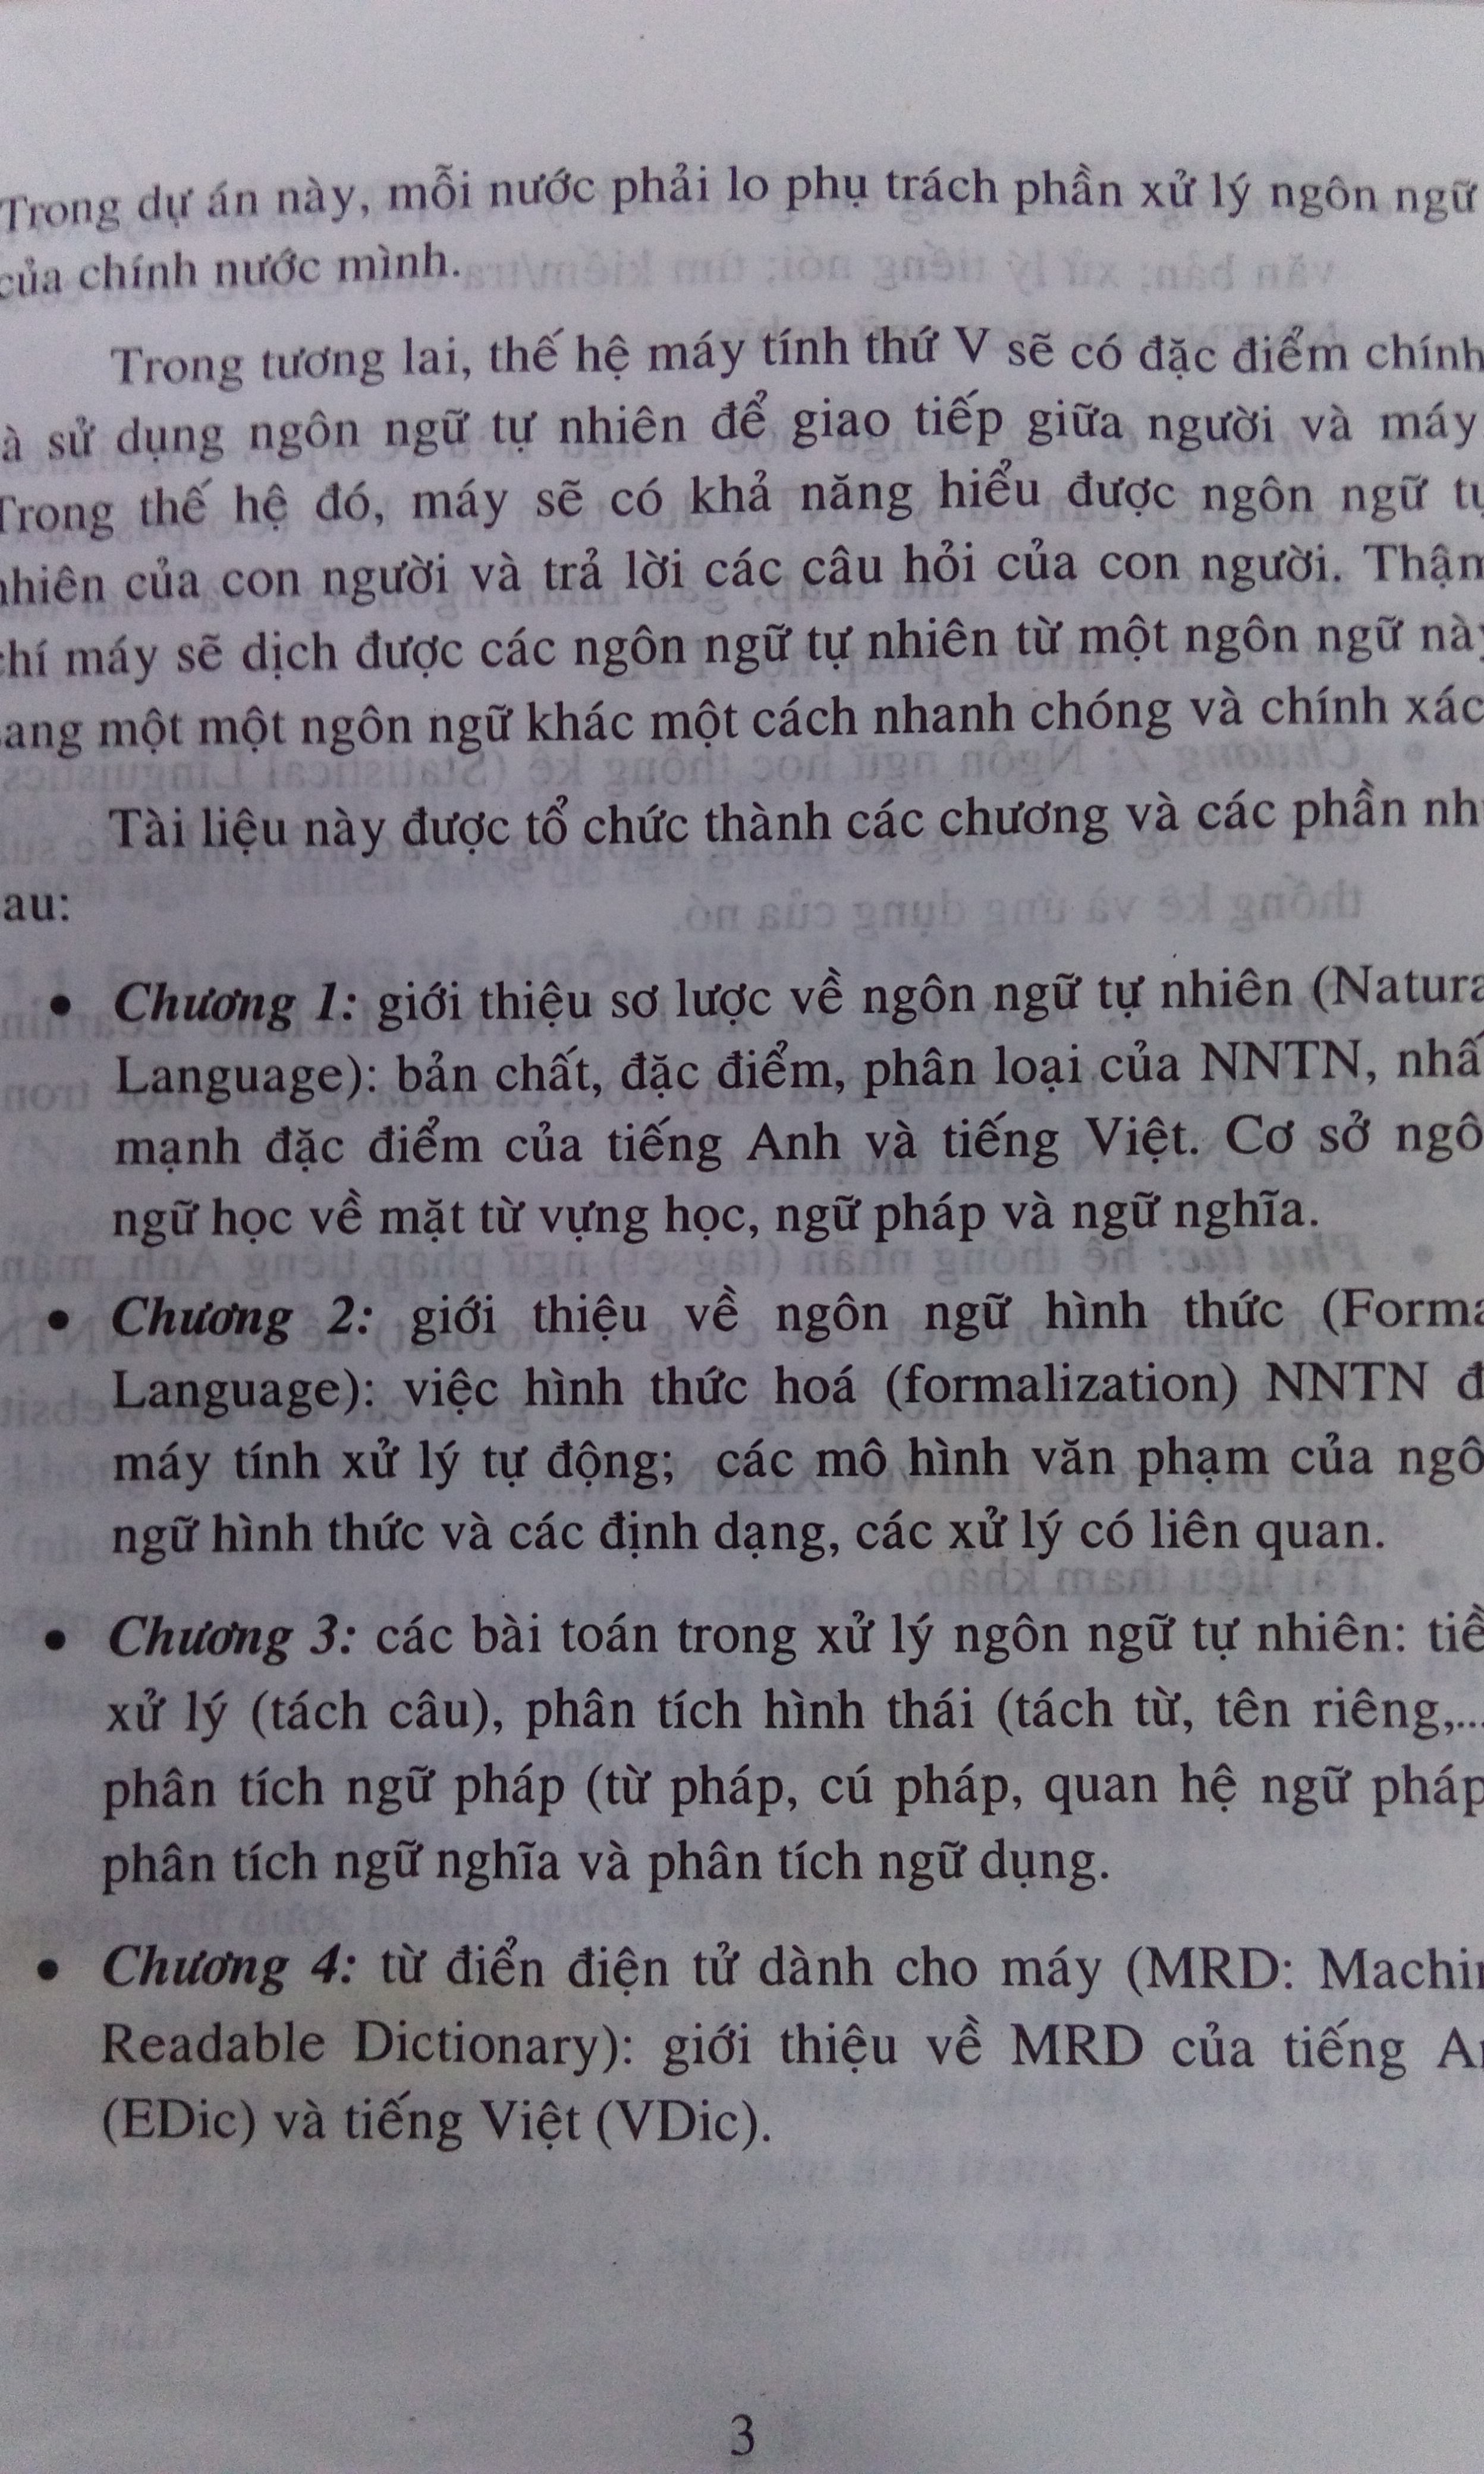 Trong dự án này, mỗi nước phải lo phụ trách phần xử lý ngôn ngữ
của chính nước mình.
Trong tương lai, thế hệ máy tính thứ V sẽ có đặc điểm chính
à sử dụng ngôn ngữ tự nhiên để giao tiếp giữa người và máy
Trong thế hệ đó, máy sẽ có khả năng hiểu được ngôn ngữ tự
nhiên của con người và trả lời các câu hỏi của con người. Thậm
chí máy sẽ dịch được các ngôn ngữ tự nhiên từ một ngôn ngữ này
ang một một ngôn ngữ khác một cách nhanh chóng và chính xác
Tài liệu này được tổ chức thành các chương và các phần nh
au:
• Chương 1: giới thiệu sơ lược về ngôn ngữ tự nhiên (Natura
Language): bản chất, đặc điểm, phân loại của NNTN, nhấ
mạnh đặc điểm của tiếng Anh và tiếng Việt. Cơ sở ngô
ngữ học về mặt từ vựng học, ngữ pháp và ngữ nghĩa.
• Chương 2: giới thiệu về ngôn ngữ hình thức (Forma
Language): việc hình thức hoá (formalization) NNTN đ
máy tính xử lý tự động; các mô hình văn phạm của ngô
ngữ hình thức và các định dạng, các xử lý có liên quan.
• Chương 3: các bài toán trong xử lý ngôn ngữ tự nhiên: tiề
xử lý (tách câu), phân tích hình thái (tách từ, tên riêng,...
phân tích ngữ pháp (từ pháp, cú pháp, quan hệ ngữ pháp
phân tích ngữ nghĩa và phân tích ngữ dụng.
• Chương 4: từ điển điện tử dành cho máy (MRD: Machin
Readable Dictionary): giới thiệu về MRD của tiếng An
(EDic) và tiếng Việt (VDic).
3